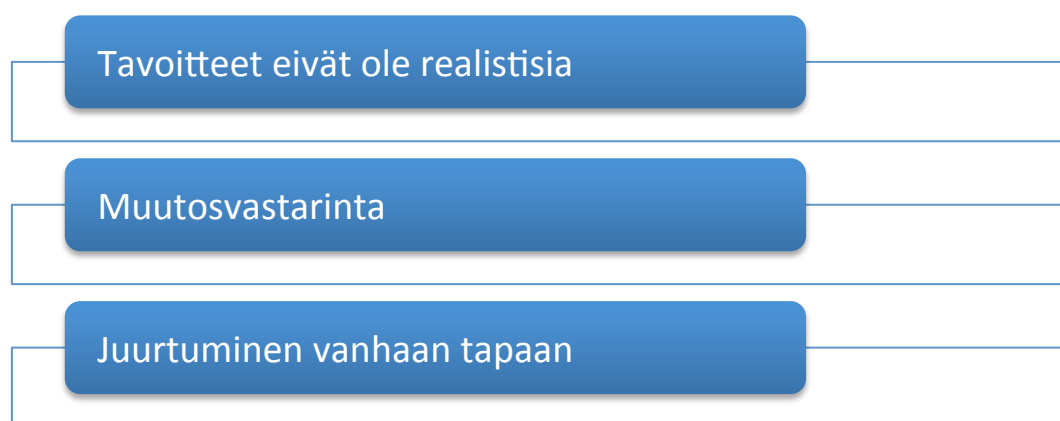 Tavoitteet eivät ole realistisia
Muutosvastarinta
Juurtuminen vanhaan tapaan